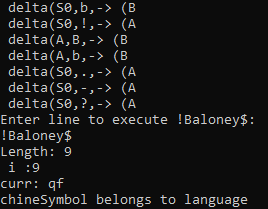 delta(S0,b,-> (B
delta(S0,!,-> (A
delta(A,B,-> (B
delta(A,b,-> (B
delta(S0,.,-> (A
delta(S0,-,-> (A
delta(S0,?,-> (A
Enter line to execute !Baloney$:
!Baloney$
Length: 9
 i :9
curr: qf
chineSymbol belongs to language